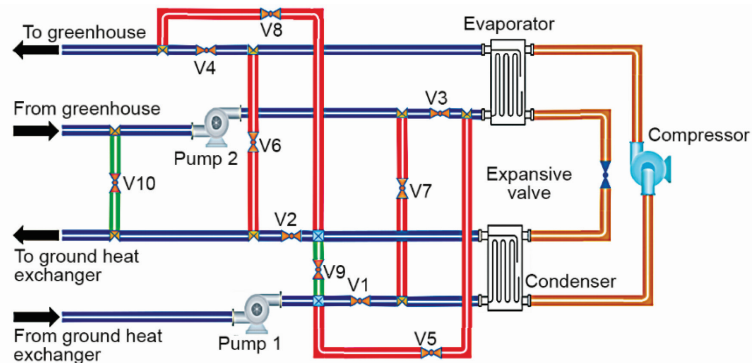 To greenhouse
V8
Evaporator
V4
From greenhouse
V3
Pump 2
V6
Compressor
V10
V7
Expansive
valve
V2
To ground heat
exchanger
V9
V1
Condenser
From ground heat
exchanger
Pump 1
V5